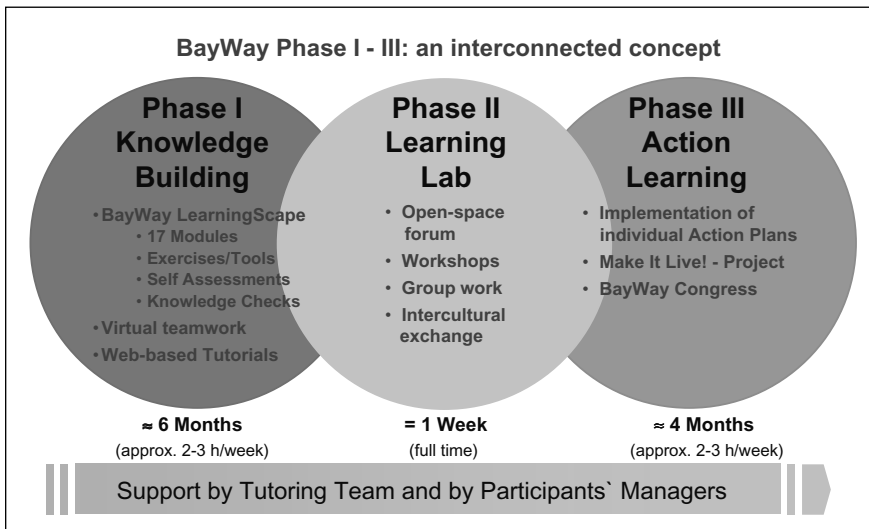 BayWay Phase I - III: an interconnected concept
Phase I
Knowledge
Building
•BayWay LearningScape
• 17 Modules
• Exercises/Tools
• Self Assessments
• Knowledge Checks
•Virtual teamwork
•Web-based Tutorials
≈ 6 Months
(approx. 2-3 h/week)
Phase II
Learning
Lab
• Open-space
forum
• Workshops
• Group work
• Intercultural
exchange
= 1 Week
(full time)
Phase III
Action
Learning
• Implementation of
individual Action Plans
• Make It Live! - Project
• BayWay Congress
≈ 4 Months
(approx. 2-3 h/week)
Support by Tutoring Team and by Participants` Managers